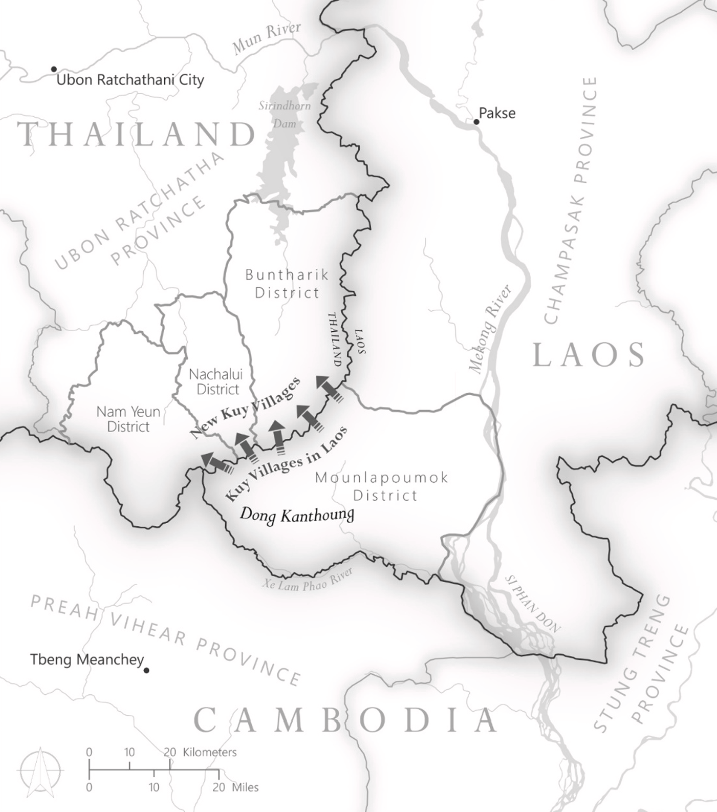 Mun River
Ubon Ratchathani City
Sirindhorn
Dam
Pakse
THAILAND
UBON RATCHATHA
PROVINCE
CHAMPASAK PROVINCE
Buntharik
District
THAILAND
LAOS
Mekong River
LAOS
Nachalui
District
New Kuy Villages
Nam Yeun
District
Kuy Villages in Laos
Mounlapoumok
District
Dong Kanthoung
Xe Lam Phao River
SI PHAN DON
PREAH VIHEAR PROVINCE
STUNG TRENG
PROVINCE
Tbeng Meanchey
CAMBODIA
0 10 20 Kilometers
0 10 20 Miles